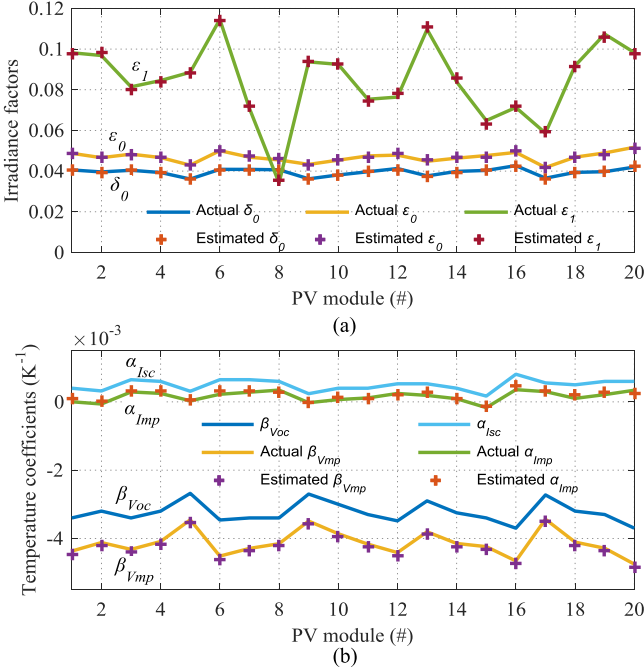 0.12
0.1
0.08
0.06
0.04
0.02
0
Irradiance factors
ε1
ε0
δ0
Actual δ0 Actual ε0 Actual ε1
Estimated δ0 Estimated ε0 Estimated ε1
2 4 6 8 10 12 14 16 18 20
PV module (#)
(a)
×10-3
0
-2
-4
Temperature coefficients (K-1)
αIsc
αImp
βVoc αIsc
Actual βVmp Actual αImp
Estimated βVmp Estimated αImp
βVoc
βVmp
2 4 6 8 10 12 14 16 18 20
PV module (#)
(b)